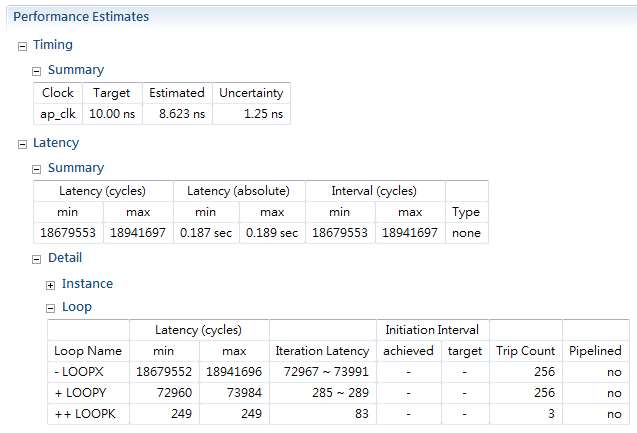 Performance Estimates
Timing
Summary
Clock Target Estimated Uncertainty
ap_clk 10.00 ns 8.623 ns 1.25 ns
Latency
Summary
Latency (cycles) Latency (absolute) Interval (cycles)
min max min max min max Type
18679553 18941697 0.187 sec 0.189 sec 18679553 18941697 none
Detail
Instance
Loop
Latency (cycles) Initiation Interval
Loop Name min max Iteration Latency achieved target Trip Count Pipelined
- LOOPX 18679552 18941696 72967 ~ 73991 - - 256 no
+ LOOPY 72960 73984 285 ~ 289 - - 256 no
++ LOOPK 249 249 83 - - 3 no